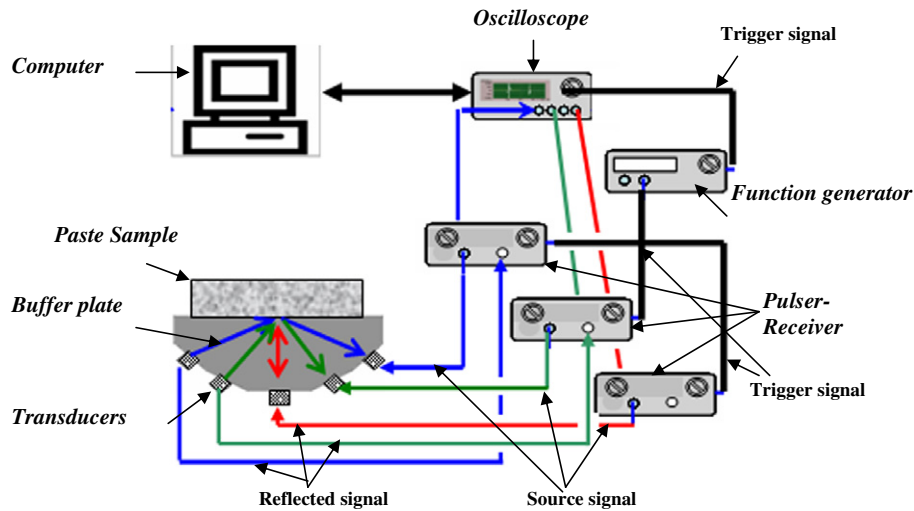 Oscilloscope
Trigger signal
Computer
Function generator
Paste Sample
Buffer plate
Pulser-
Receiver
Trigger signal
Transducers
Reflected signal
Source signal